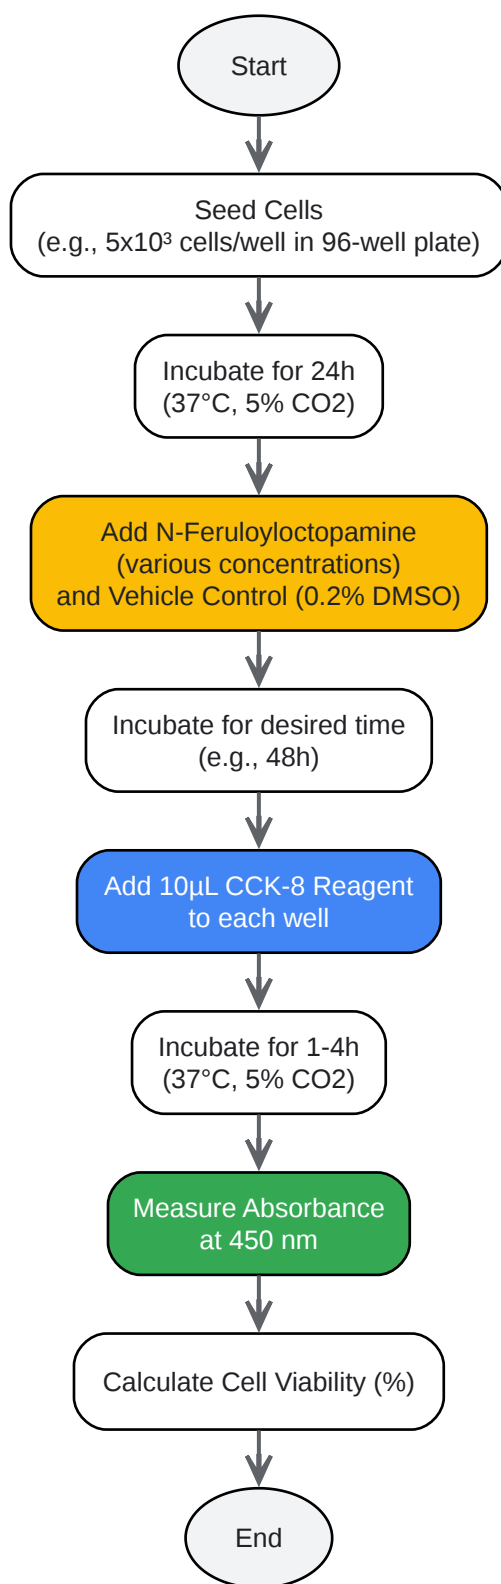 Start
Seed Cells
(e.g., 5x10³ cells/well in 96-well plate)
Incubate for 24h
(37°C, 5% CO2)
Add N-Feruloyloctopamine
(various concentrations)
and Vehicle Control (0.2% DMSO)
Incubate for desired time
(e.g., 48h)
Add 10µL CCK-8 Reagent
to each well
Incubate for 1-4h
(37°C, 5% CO2)
Measure Absorbance
at 450 nm
Calculate Cell Viability (%)
End